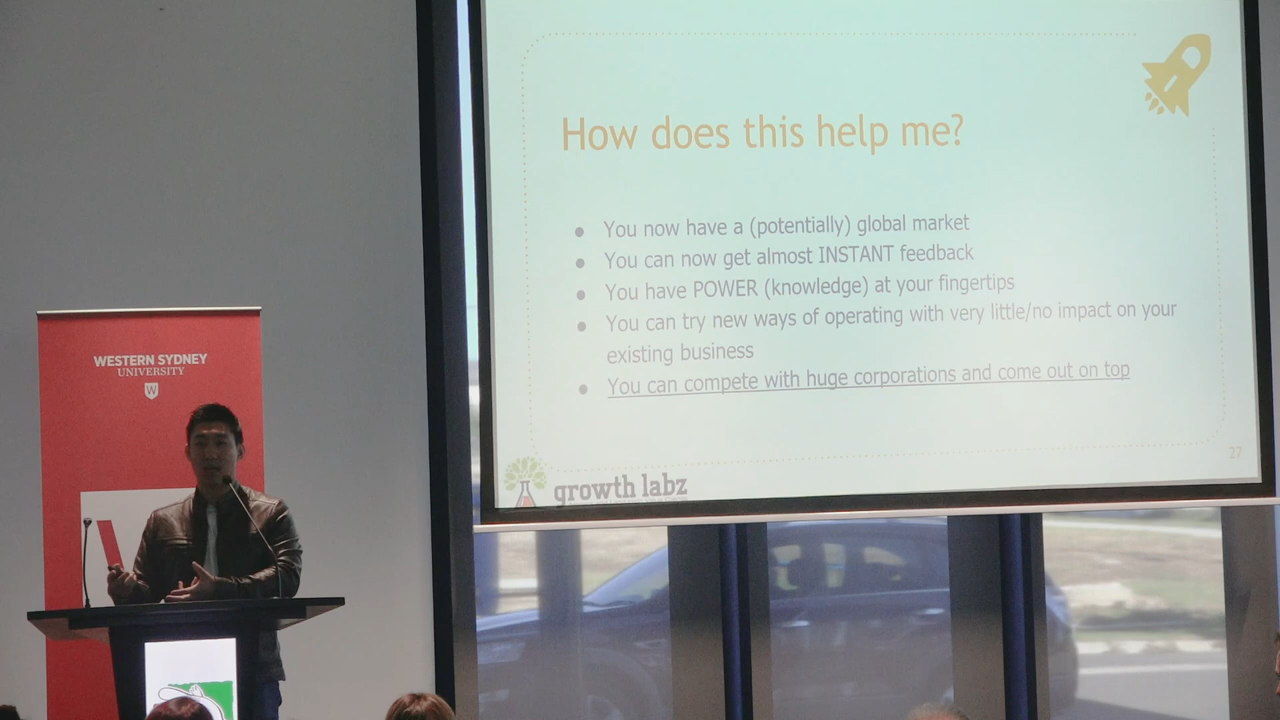 How does this help me?
● You now have a (potentially) global market
● You can now get almost INSTANT feedback
● You have POWER (knowledge) at your fingertips
● You can try new ways of operating with very little/no impact on your
existing business
● You can compete with huge corporations and come out on top
27
growth labz
WESTERN SYDNEY
UNIVERSITY
W